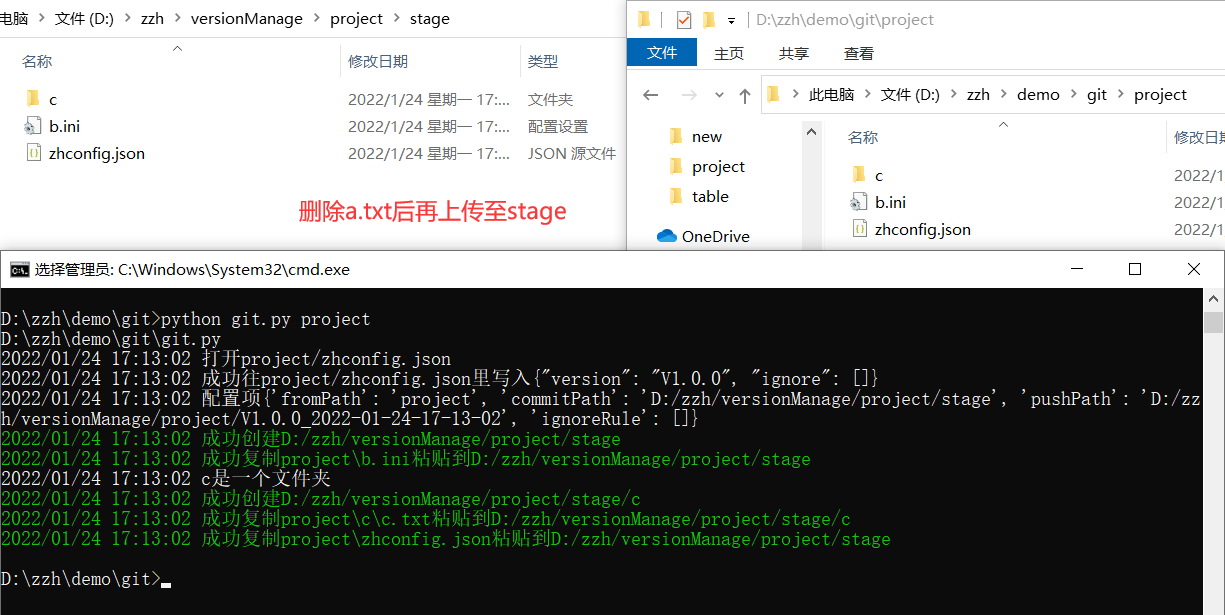 电脑 > 文件 (D:) > zzh > versionManage > project > stage
名称 修改日期 类型
c 2022/1/24 星期一 17:... 文件夹
b.ini 2022/1/24 星期一 17:... 配置设置
zhconfig.json 2022/1/24 星期一 17:... JSON 源文件
删除a.txt后再上传至stage
D:\zzh\demo\git\project
文件 主页 共享 查看
此电脑 > 文件 (D:) > zzh > demo > git > project
new
project
table
OneDrive
名称 修改日期
c 2022/1
b.ini 2022/1
zhconfig.json 2022/1
选择管理员: C:\Windows\System32\cmd.exe
D:\zzh\demo\git>python git.py project
D:\zzh\demo\git\git.py
2022/01/24 17:13:02 打开project/zhconfig.json
2022/01/24 17:13:02 成功往project/zhconfig.json里写入{"version": "V1.0.0", "ignore": []}
2022/01/24 17:13:02 配置项{'fromPath': 'project', 'commitPath': 'D:/zzh/versionManage/project/stage', 'pushPath': 'D:/zz
h/versionManage/project/V1.0.0_2022-01-24-17-13-02', 'ignoreRule': []}
2022/01/24 17:13:02 成功创建D:/zzh/versionManage/project/stage
2022/01/24 17:13:02 成功复制project\b.ini粘贴到D:/zzh/versionManage/project/stage
2022/01/24 17:13:02 c是一个文件夹
2022/01/24 17:13:02 成功创建D:/zzh/versionManage/project/stage/c
2022/01/24 17:13:02 成功复制project\c\c.txt粘贴到D:/zzh/versionManage/project/stage/c
2022/01/24 17:13:02 成功复制project\zhconfig.json粘贴到D:/zzh/versionManage/project/stage
D:\zzh\demo\git>